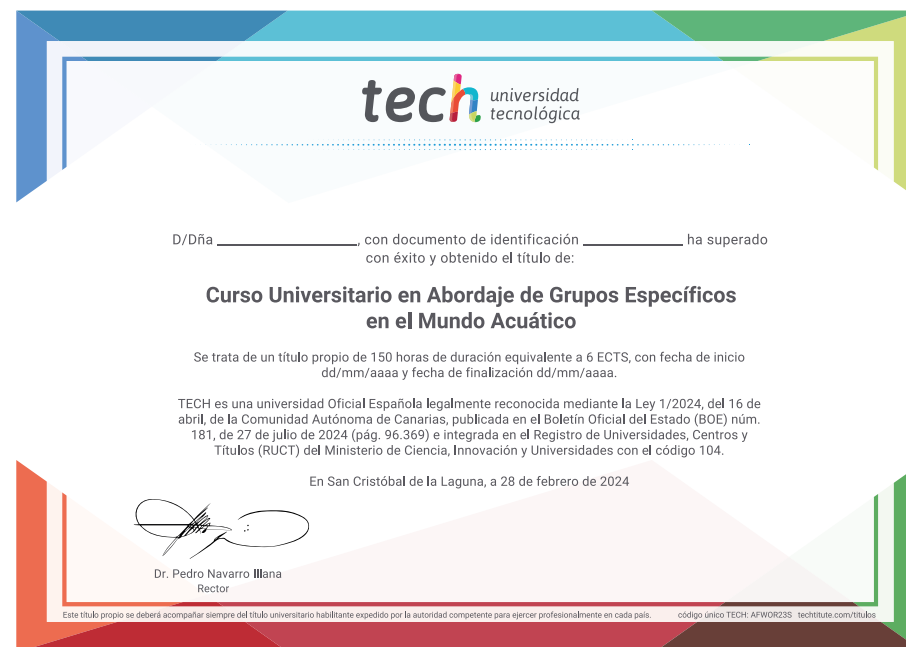 tech universidad
tecnológica
D/Dña ____________________, con documento de identificación ______________ ha superado
con éxito y obtenido el título de:
Curso Universitario en Abordaje de Grupos Específicos
en el Mundo Acuático
Se trata de un título propio de 150 horas de duración equivalente a 6 ECTS, con fecha de inicio
dd/mm/aaaa y fecha de finalización dd/mm/aaaa.
TECH es una universidad Oficial Española legalmente reconocida mediante la Ley 1/2024, del 16 de
abril, de la Comunidad Autónoma de Canarias, publicada en el Boletín Oficial del Estado (BOE) núm.
181, de 27 de julio de 2024 (pág. 96.369) e integrada en el Registro de Universidades, Centros y
Títulos (RUCT) del Ministerio de Ciencia, Innovación y Universidades con el código 104.
En San Cristóbal de la Laguna, a 28 de febrero de 2024
Dr. Pedro Navarro Illana
Rector
Este título propio se deberá acompañar siempre del título universitario habilitante expedido por la autoridad competente para ejercer profesionalmente en cada país. código único TECH: AFWOR23S techtitute.com/titulos